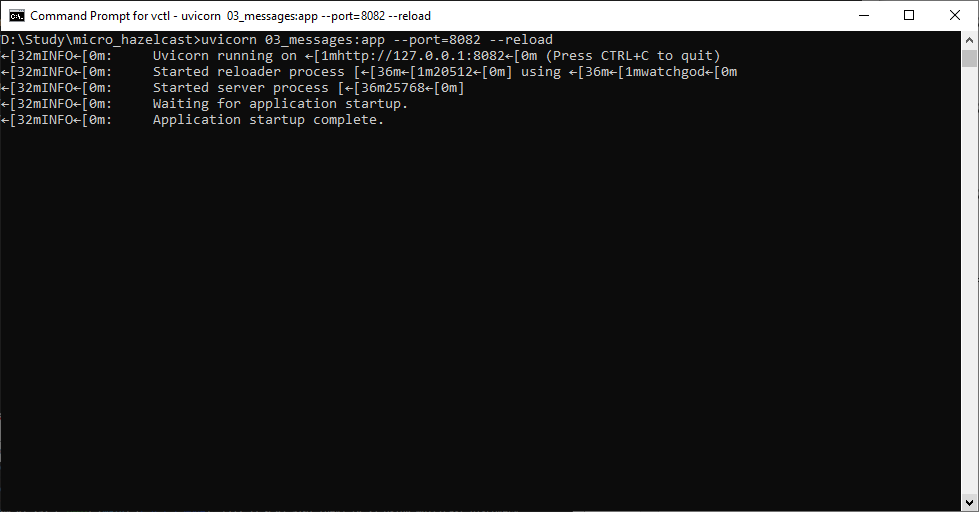 Command Prompt for vctl - uvicorn  03_messages:app --port=8082 --reload
D:\Study\micro_hazelcast>uvicorn 03_messages:app --port=8082 --reload
←[32mINFO←[0m:     Uvicorn running on ←[1mhttp://127.0.0.1:8082←[0m (Press CTRL+C to quit)
←[32mINFO←[0m:     Started reloader process [←[36m←[1m20512←[0m] using ←[36m←[1mwatchgod←[0m
←[32mINFO←[0m:     Started server process [←[36m25768←[0m]
←[32mINFO←[0m:     Waiting for application startup.
←[32mINFO←[0m:     Application startup complete.